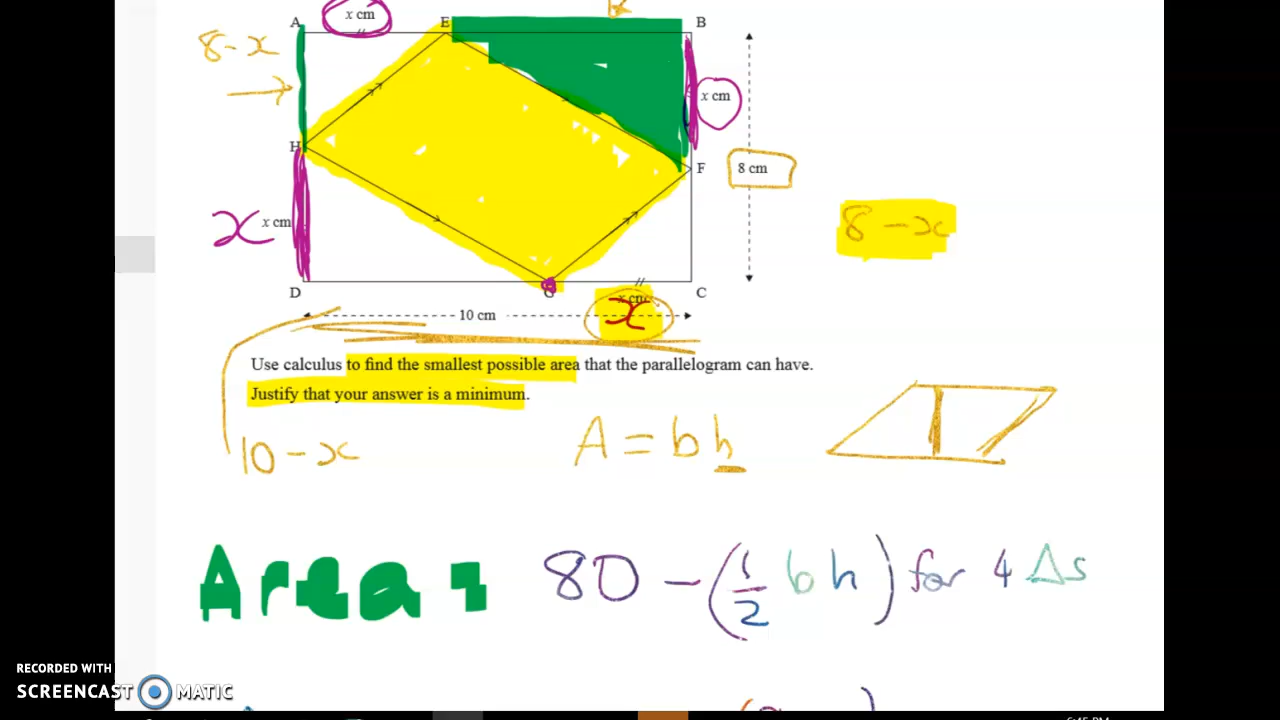 x cm
A E B
8-x
x cm
H
F 8 cm
x x cm
8-x
D C
x
10 cm
Use calculus to find the smallest possible area that the parallelogram can have.
Justify that your answer is a minimum.
10-x A = bh
Area = 80 - (1/2 bh) for 4 Δs
RECORDED WITH
SCREENCAST MATIC